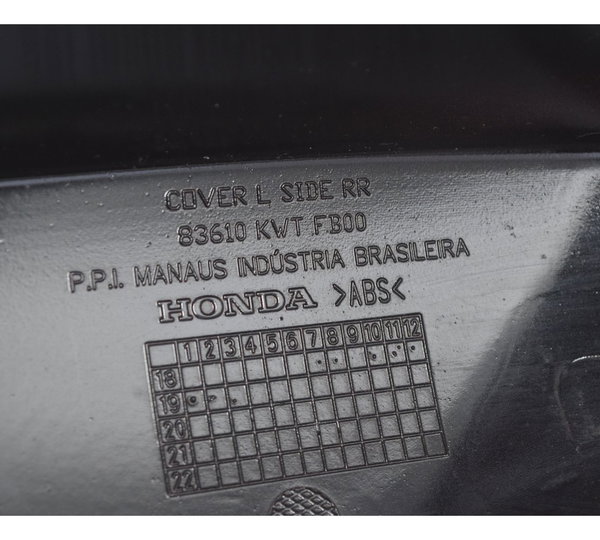 COVER L SIDE RR
83610 KWT FB00
P.P.I. MANAUS INDÚSTRIA BRASILEIRA
HONDA >ABS<
1 2 3 4 5 6 7 8 9 10 11 12
18
19
20
21
22